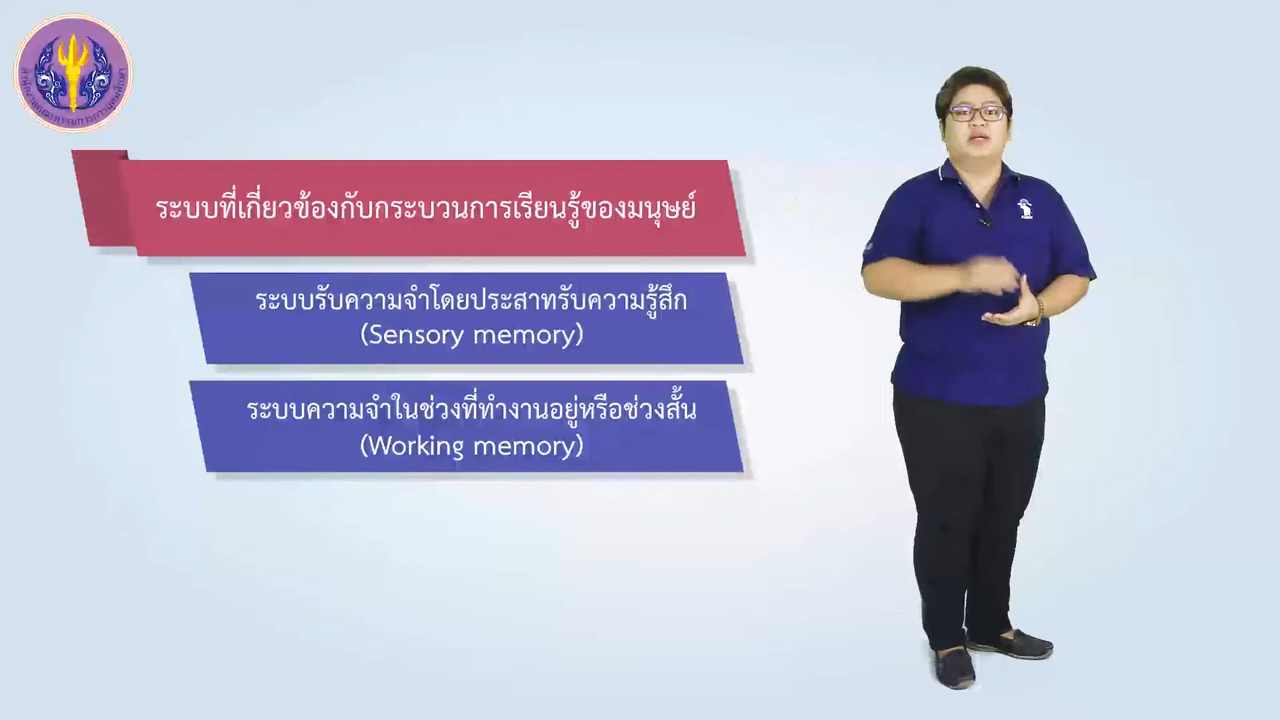 ระบบที่เกี่ยวข้องกับกระบวนการเรียนรู้ของมนุษย์
ระบบรับความจำโดยประสาทรับความรู้สึก
(Sensory memory)
ระบบความจำในช่วงที่ทำงานอยู่หรือช่วงสั้น
(Working memory)